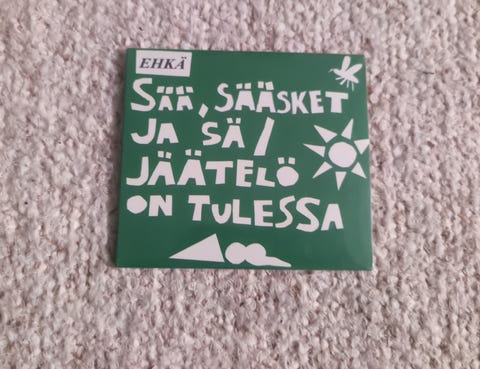 EHKÄ
SÄÄ, SÄÄSKET
JA SÄ /
JÄÄTELÖ
ON TULESSA